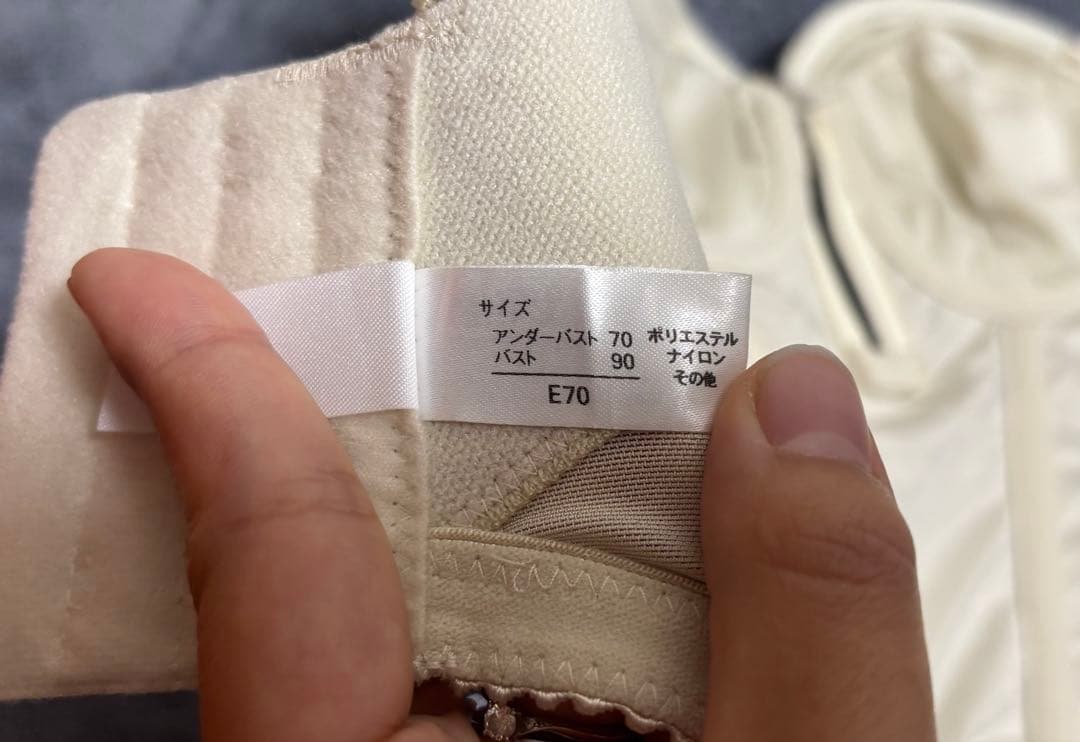 サイズ
アンダーバスト 70
バスト 90
E70
ポリエステル
ナイロン
その他